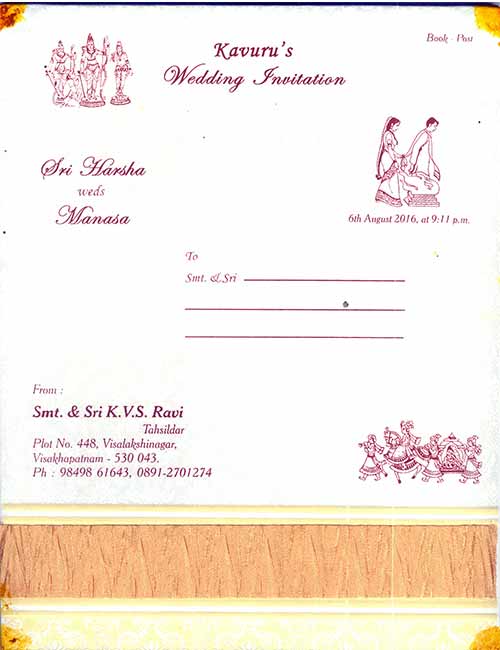 Book - Post
Kavuru's
Wedding Invitation
Sri Harsha
weds
Manasa
6th August 2016, at 9:11 p.m.
To
Smt. & Sri
From :
Smt. & Sri K.V.S. Ravi
Tahsildar
Plot No. 448, Visalakshinagar,
Visakhapatnam - 530 043.
Ph : 98498 61643, 0891-2701274